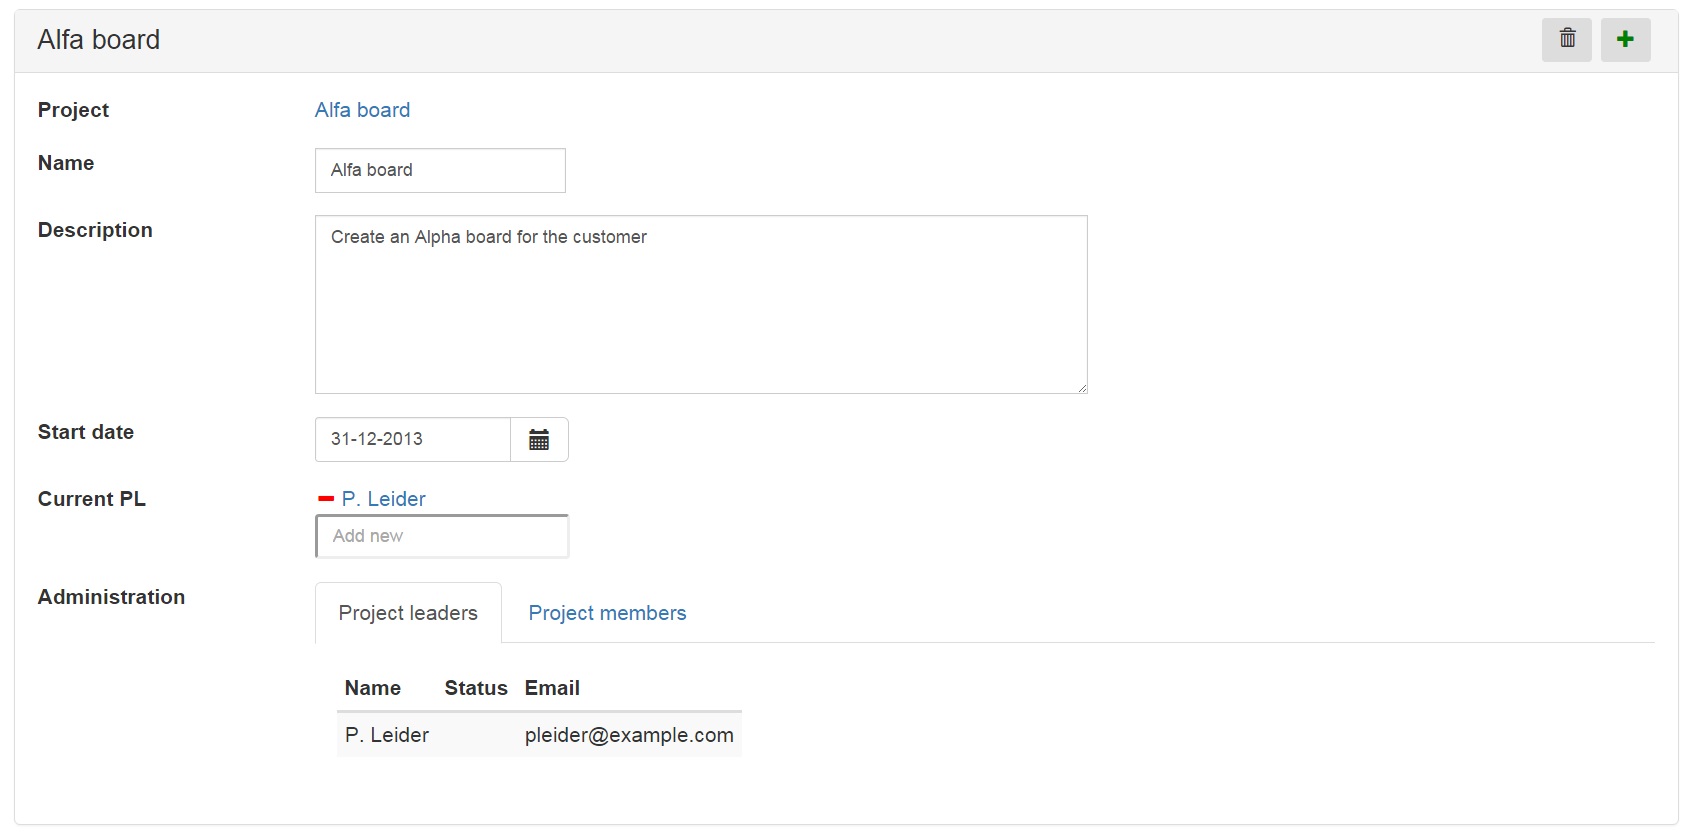 Alfa board
Project Alfa board
Name Alfa board
Description Create an Alpha board for the customer
Start date 31-12-2013
Current PL P. Leider
Add new
Administration Project leaders Project members
Name Status Email
P. Leider pleider@example.com